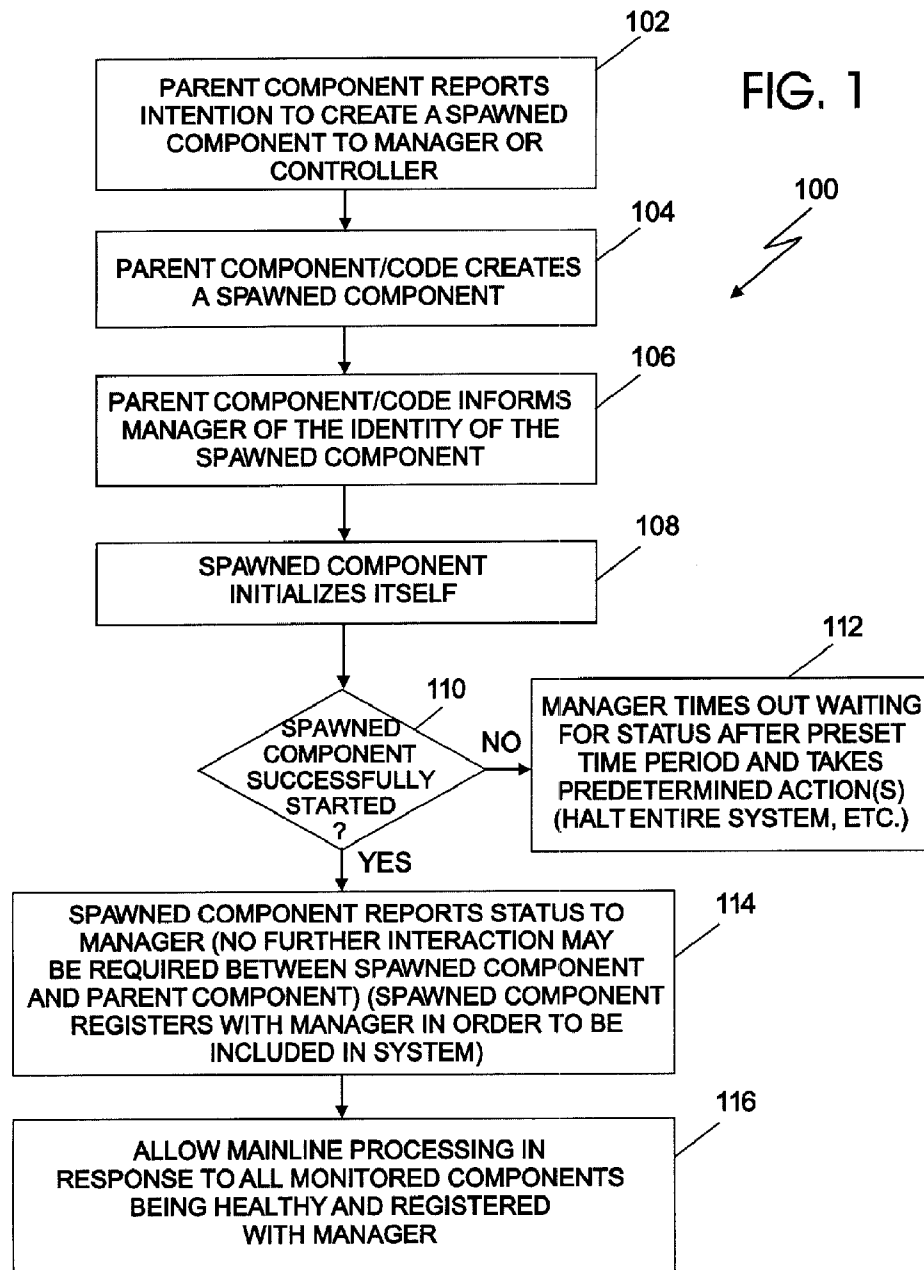 102
FIG. 1
PARENT COMPONENT REPORTS
INTENTION TO CREATE A SPAWNED
COMPONENT TO MANAGER OR
CONTROLLER
100
104
PARENT COMPONENT/CODE CREATES
A SPAWNED COMPONENT
106
PARENT COMPONENT/CODE INFORMS
MANAGER OF THE IDENTITY OF THE
SPAWNED COMPONENT
108
SPAWNED COMPONENT
INITIALIZES ITSELF
110
SPAWNED
COMPONENT
SUCCESSFULLY
STARTED
?
NO
112
MANAGER TIMES OUT WAITING
FOR STATUS AFTER PRESET
TIME PERIOD AND TAKES
PREDETERMINED ACTION(S)
(HALT ENTIRE SYSTEM, ETC.)
YES
114
SPAWNED COMPONENT REPORTS STATUS TO
MANAGER (NO FURTHER INTERACTION MAY
BE REQUIRED BETWEEN SPAWNED COMPONENT
AND PARENT COMPONENT) (SPAWNED COMPONENT
REGISTERS WITH MANAGER IN ORDER TO BE
INCLUDED IN SYSTEM)
116
ALLOW MAINLINE PROCESSING IN
RESPONSE TO ALL MONITORED COMPONENTS
BEING HEALTHY AND REGISTERED
WITH MANAGER